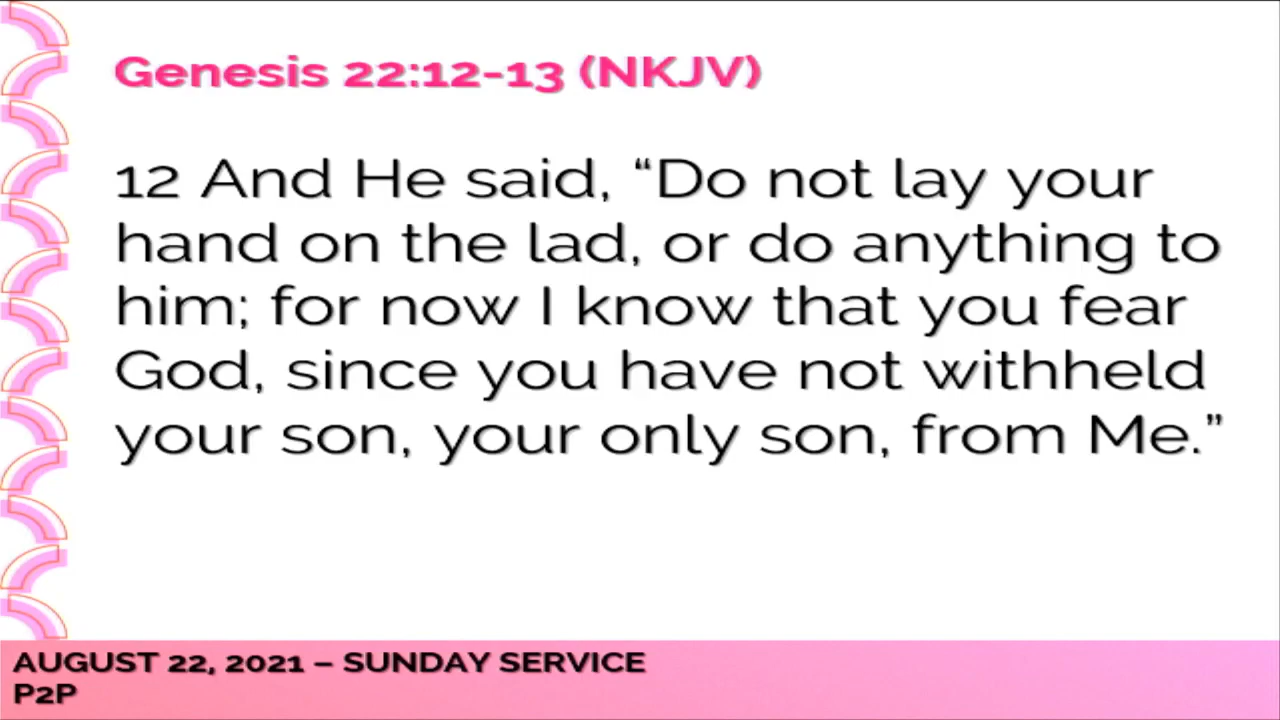 Genesis 22:12-13 (NKJV)
12 And He said, “Do not lay your
hand on the lad, or do anything to
him; for now I know that you fear
God, since you have not withheld
your son, your only son, from Me.”
AUGUST 22, 2021 – SUNDAY SERVICE
P2P